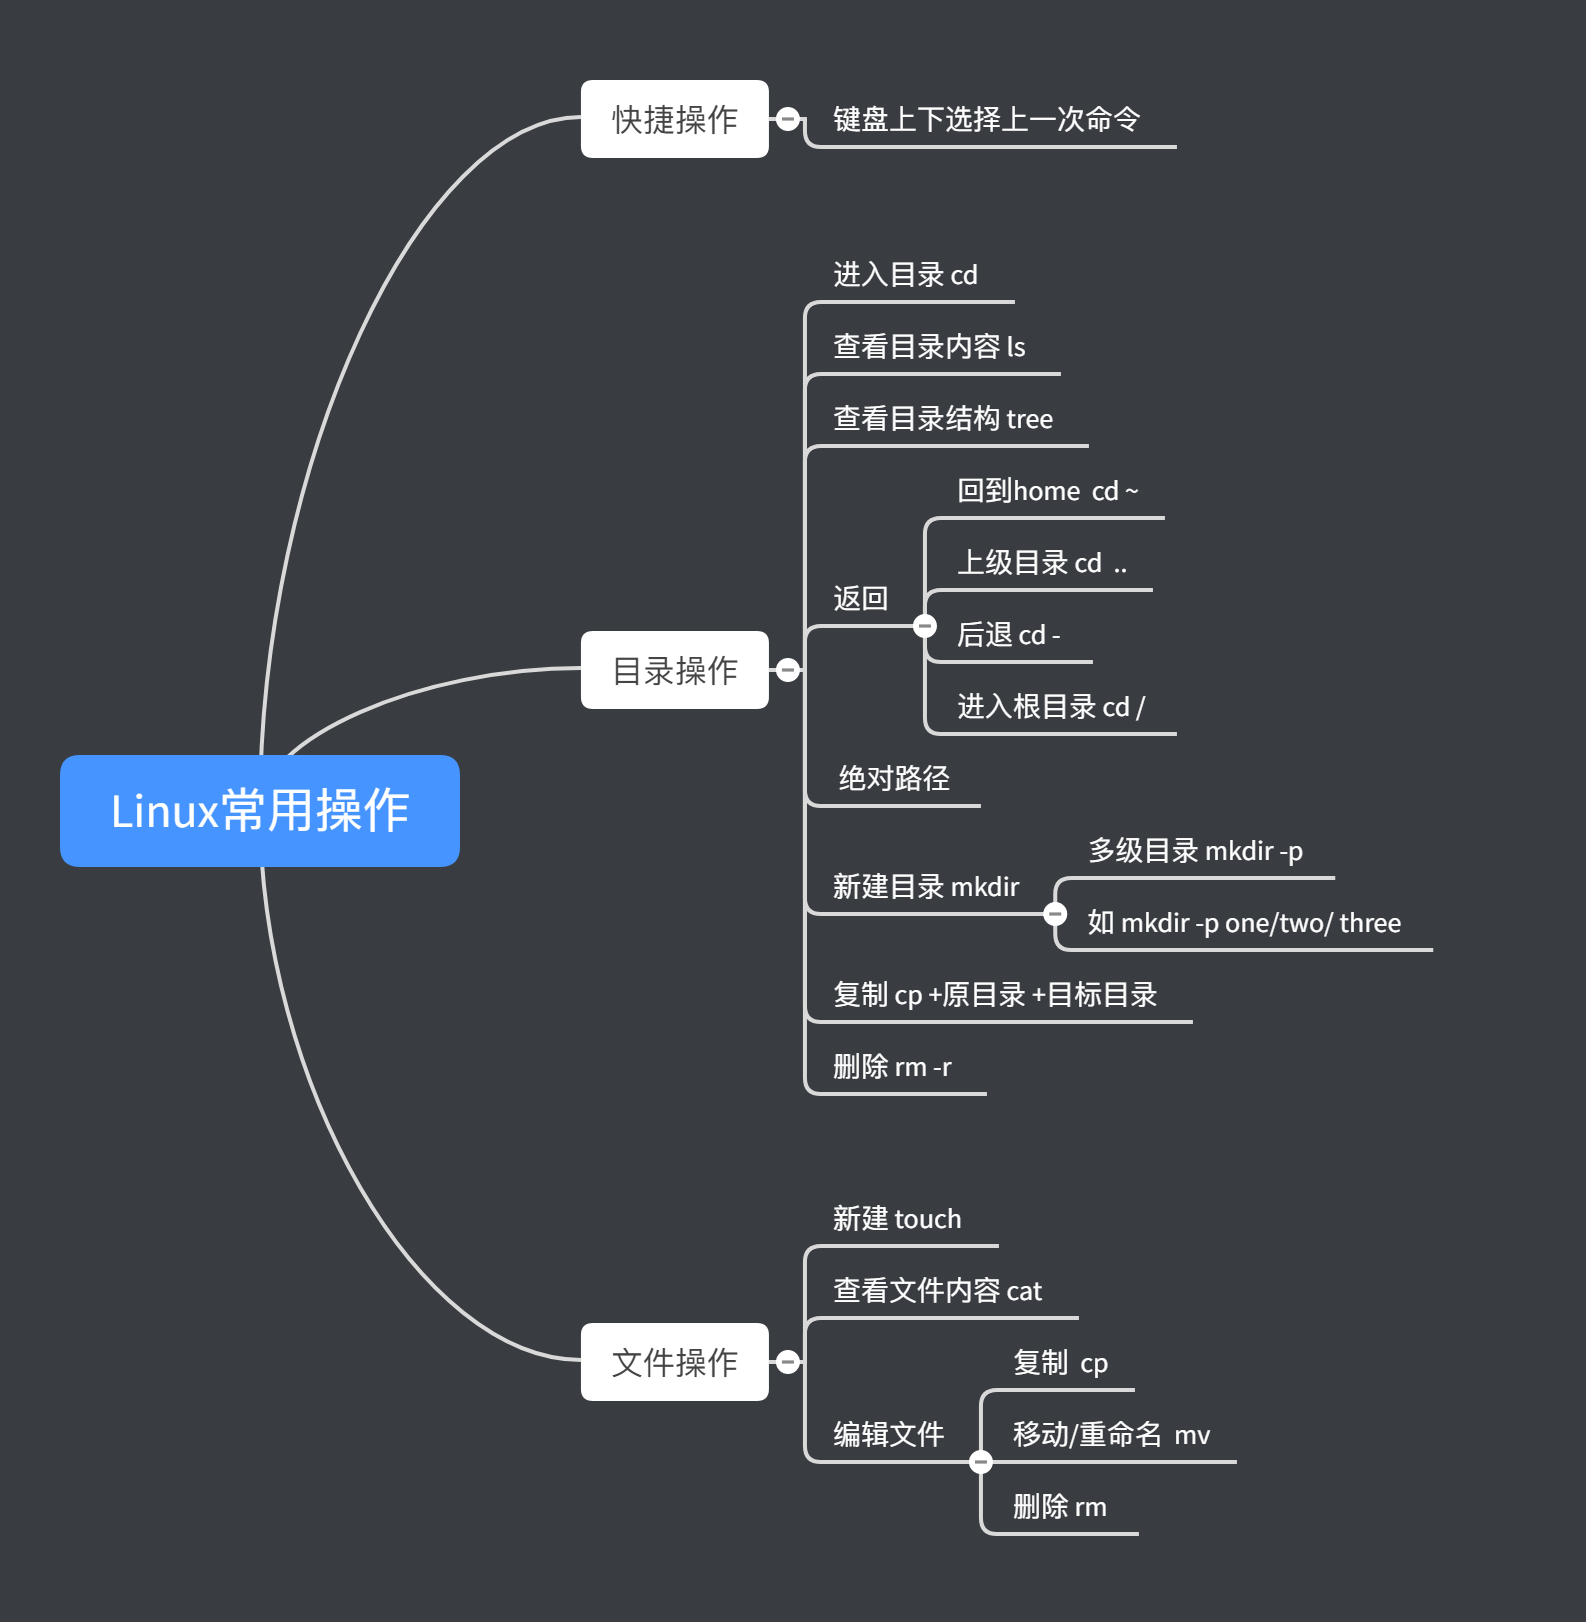 快捷操作
键盘上下选择上一次命令
进入目录 cd
查看目录内容 ls
查看目录结构 tree
回到home cd ~
上级目录 cd ..
返回
后退 cd -
目录操作
进入根目录 cd /
绝对路径
Linux常用操作
多级目录 mkdir -p
新建目录 mkdir
如 mkdir -p one/two/ three
复制 cp +原目录 +目标目录
删除 rm -r
新建 touch
查看文件内容 cat
文件操作
复制 cp
编辑文件
移动/重命名 mv
删除 rm